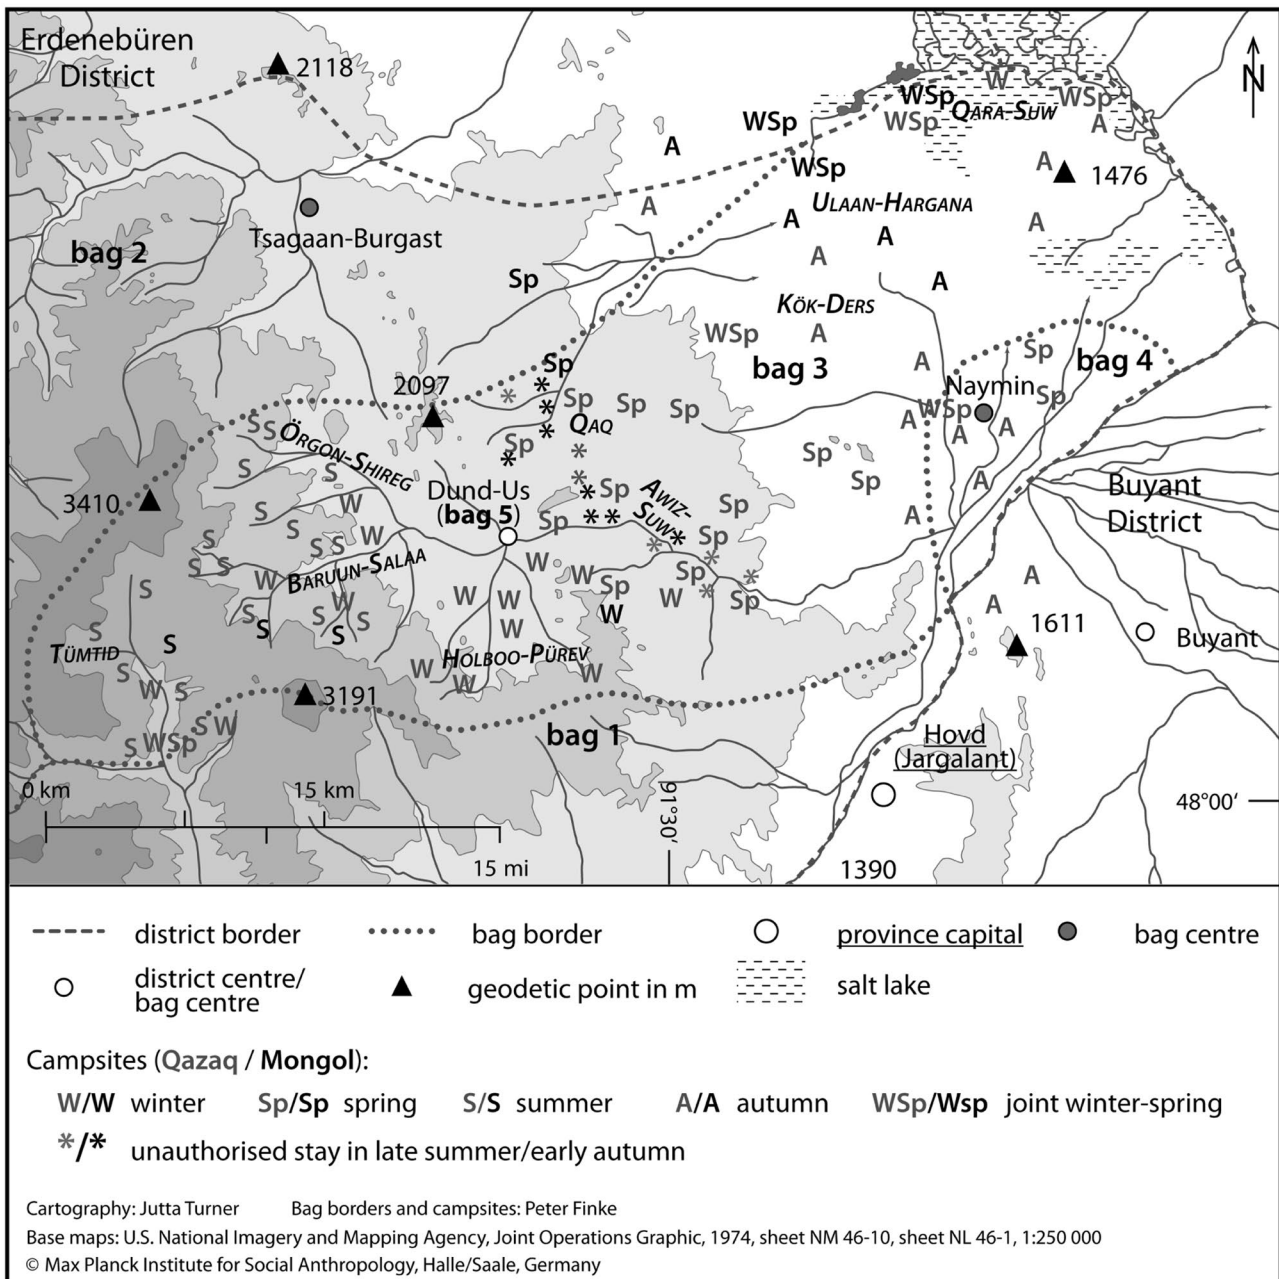 Erdenebüren
District
2118
N
WSp
WSp
W
WSp
QARA-SUW
WSp
A
A
WSp
A
1476
A
ULAAN-HARGANA
A
A
A
Tsagaan-Burgast
bag 2
Sp
A
A
KÖK-DERS
WSp
A
bag 3
A
Sp
bag 4
Naymin
Sp
2097
Sp
*
*
Sp
Sp
Sp
*
QAQ
*
Sp
*
*
*
WSp
A
A
A
SS
ÖRGON-SHIREG
S
S
Sp
Sp
A
3410
Dund-Us
(bag 5)
*
Sp
**
AWIZ-
SUW
*
Sp
Buyant
District
W
S
S
W
Sp
Sp
A
S
S S
S S
BARUUN-SALAA
W
*
*
W
W
Sp
Sp
*
*
Sp
A
S
W
W
W
W
W
A
S
S
W
S
S
S
S
W
1611
Buyant
S
TÜMTID
S
HOLBOO-PÜREV
W
W
W
S
W
S
3191
S
W
S
WSp
bag 1
Hovd
(Jargalant)
0 km
15 km
15 mi
91°30‘
48°00‘
1390
district border
bag border
province capital
bag centre
district centre/
bag centre
geodetic point in m
salt lake
Campsites (Qazaq / Mongol):
W/W winter
Sp/Sp spring
S/S summer
A/A autumn
WSp/Wsp joint winter-spring
*/* unauthorised stay in late summer/early autumn
Cartography: Jutta Turner
Bag borders and campsites: Peter Finke
Base maps: U.S. National Imagery and Mapping Agency, Joint Operations Graphic, 1974, sheet NM 46-10, sheet NL 46-1, 1:250 000
© Max Planck Institute for Social Anthropology, Halle/Saale, Germany